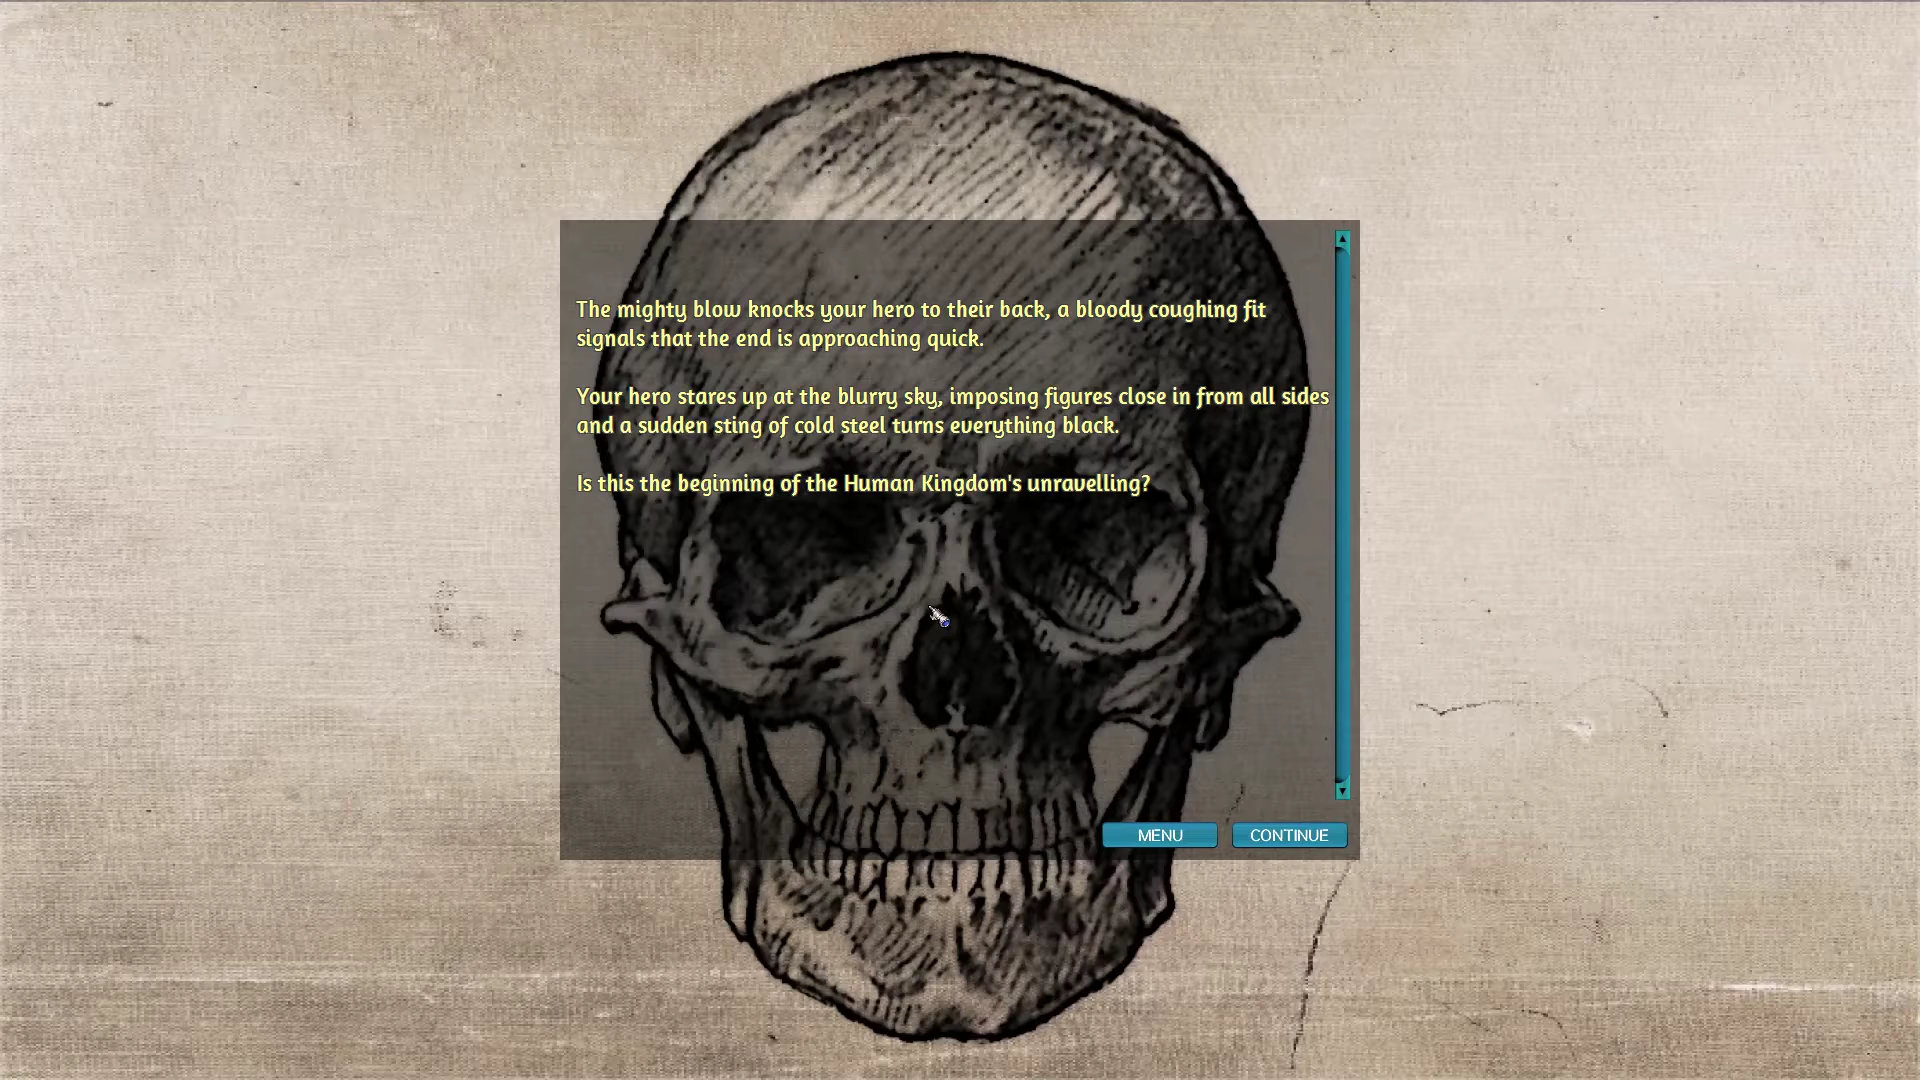 The mighty blow knocks your hero to their back, a bloody coughing fit
signals that the end is approaching quick.
Your hero stares up at the blurry sky, imposing figures close in from all sides
and a sudden sting of cold steel turns everything black.
Is this the beginning of the Human Kingdom's unravelling?
MENU CONTINUE